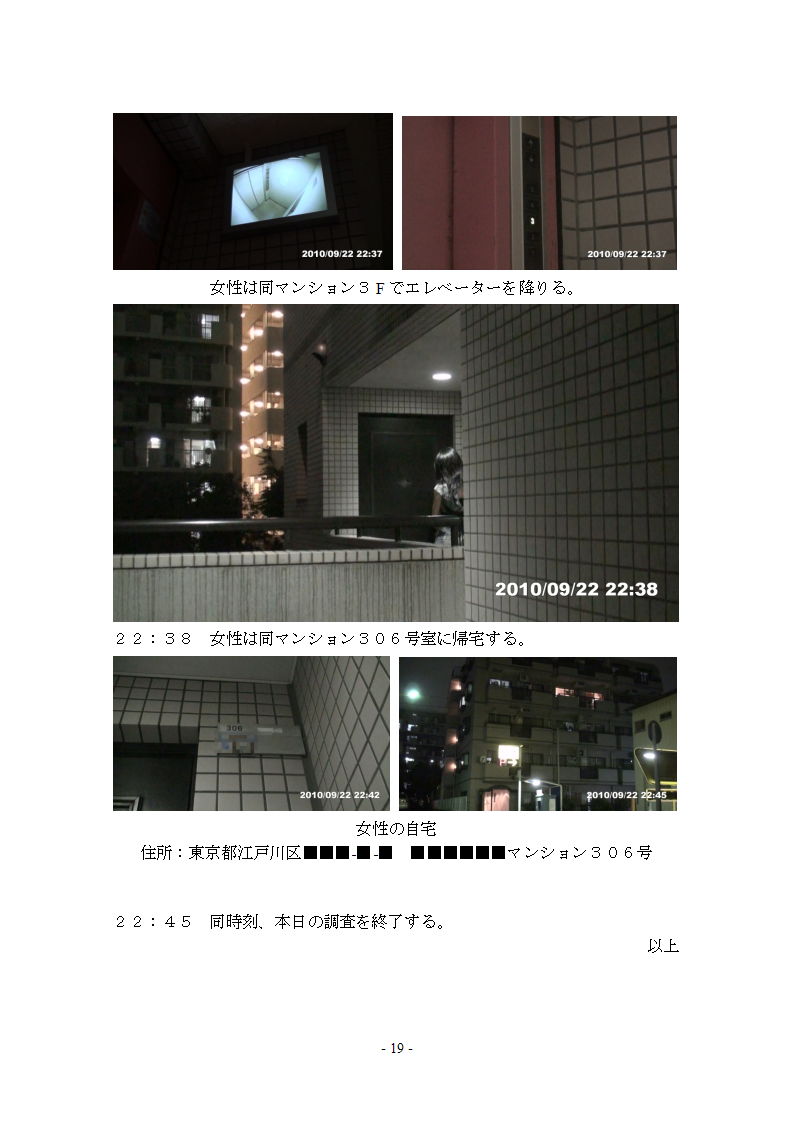 2010/09/22 22:37
3
2010/09/22 22:37
女性は同マンション３Fでエレベーターを降りる。
2010/09/22 22:38
２２：３８　女性は同マンション３０６号室に帰宅する。
306
2010/09/22 22:42
2010/09/22 22:45
女性の自宅
住所：東京都江戸川区■■■-■-■　■■■■■■マンション３０６号
２２：４５　同時刻、本日の調査を終了する。
以上
- 19 -